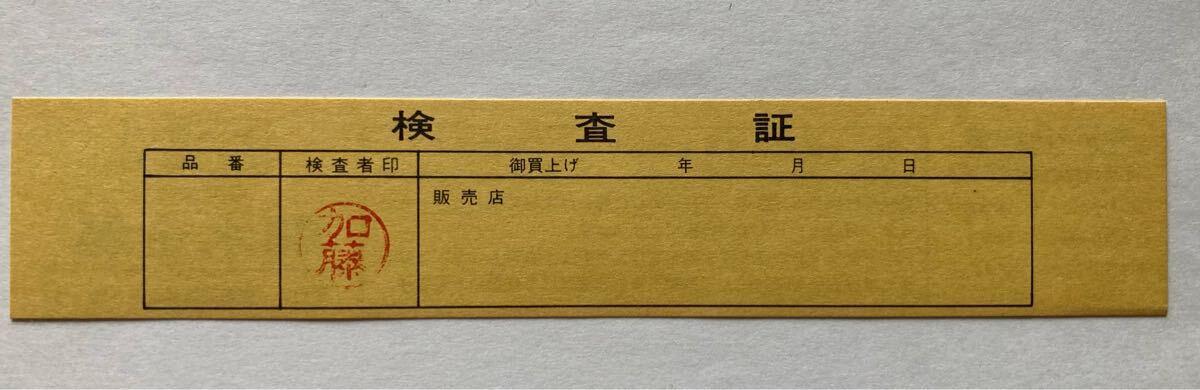 検査証
品番 検査者印 御買上げ 年 月 日
加藤 販売店